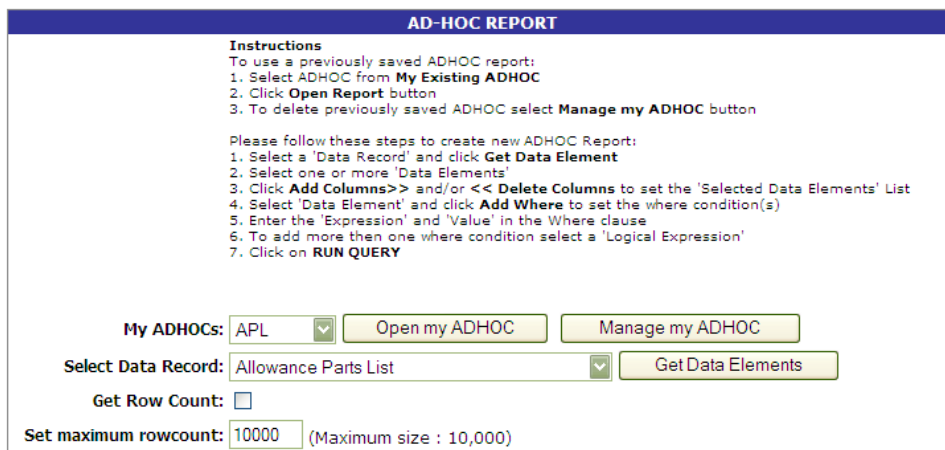 AD-HOC REPORT
Instructions
To use a previously saved ADHOC report:
1. Select ADHOC from My Existing ADHOC
2. Click Open Report button
3. To delete previously saved ADHOC select Manage my ADHOC button
Please follow these steps to create new ADHOC Report:
1. Select a 'Data Record' and click Get Data Element
2. Select one or more 'Data Elements'
3. Click Add Columns>> and/or << Delete Columns to set the 'Selected Data Elements' List
4. Select 'Data Element' and click Add Where to set the where condition(s)
5. Enter the 'Expression' and 'Value' in the Where clause
6. To add more then one where condition select a 'Logical Expression'
7. Click on RUN QUERY
My ADHOCs: APL Open my ADHOC Manage my ADHOC
Select Data Record: Allowance Parts List Get Data Elements
Get Row Count:
Set maximum rowcount: 10000 (Maximum size : 10,000)